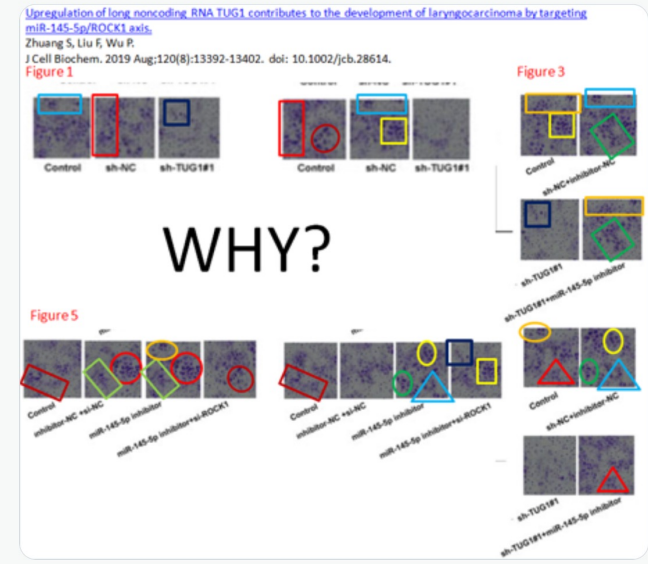 Upregulation of long noncoding RNA TUG1 contributes to the development of laryngocarcinoma by targeting
miR-145-5p/ROCK1 axis.
Zhuang S, Liu F, Wu P.
J Cell Biochem. 2019 Aug;120(8):13392-13402. doi: 10.1002/jcb.28614.
Figure 1
Figure 3
Control sh-NC sh-TUG1#1
Control sh-NC sh-TUG1#1
Control
sh-NC+inhibitor-NC
WHY?
sh-TUG1#1
sh-TUG1#1+miR-145-5p inhibitor
Figure 5
Control
inhibitor-NC +si-NC
miR-145-5p inhibitor
miR-145-5p inhibitor+si-ROCK1
Control
inhibitor-NC +si-NC
miR-145-5p inhibitor
miR-145-5p inhibitor+si-ROCK1
Control
sh-NC+inhibitor-NC
sh-TUG1#1
sh-TUG1#1+miR-145-5p inhibitor